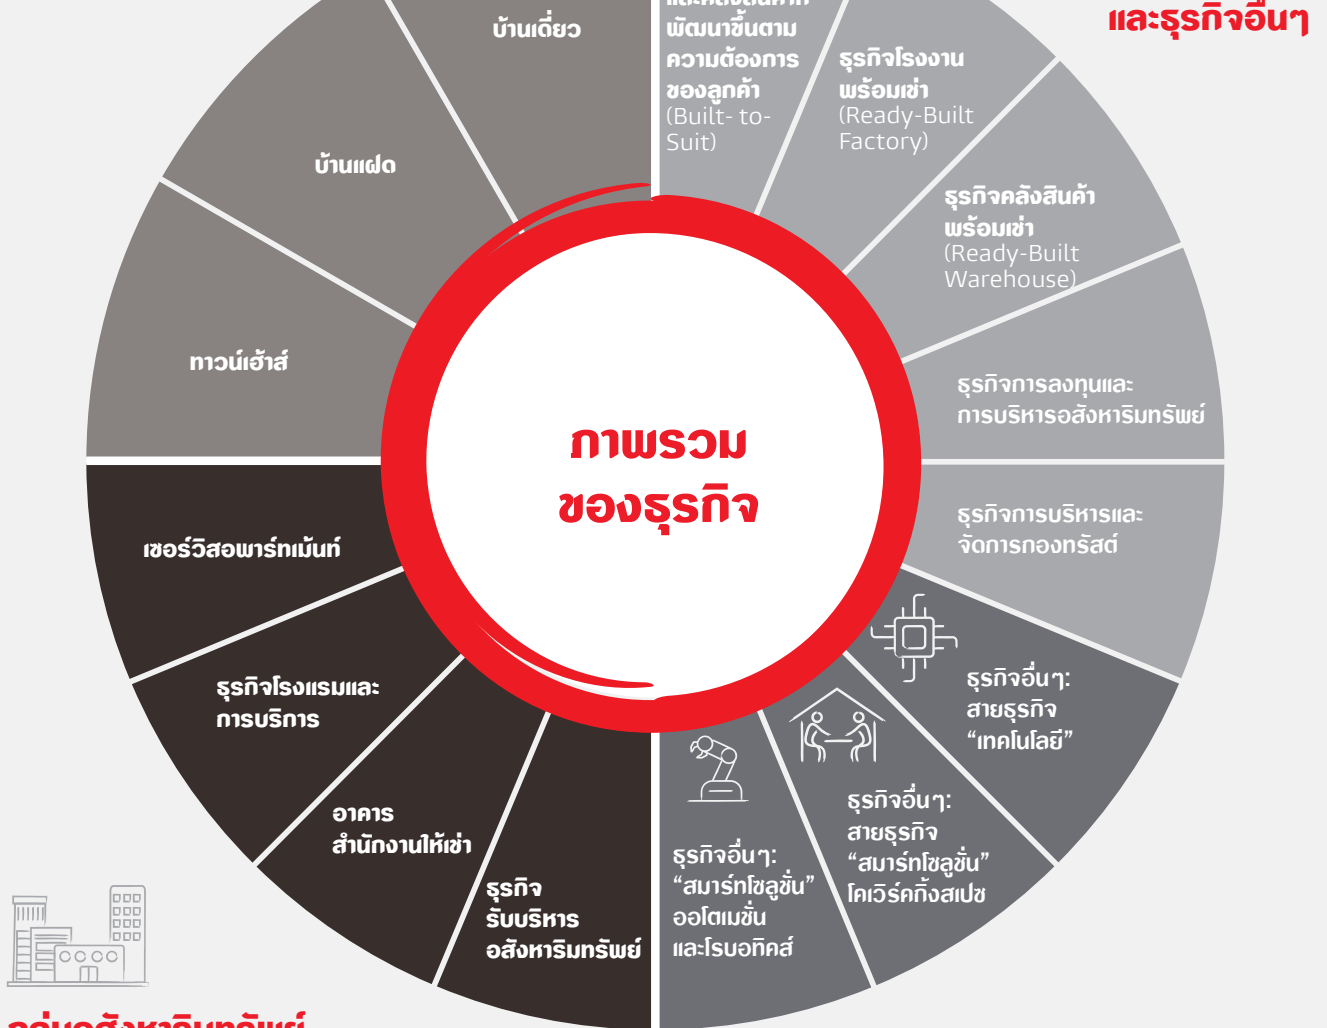 และธุรกิจอื่นๆ
บ้านเดี่ยว
พัฒนาขึ้นตาม
ความต้องการ
ของลูกค้า
(Built- to-
Suit)
ธุรกิจโรงงาน
พร้อมเช่า
(Ready-Built
Factory)
บ้านแฝด
ธุรกิจคลังสินค้า
พร้อมเช่า
(Ready-Built
Warehouse)
ทาวน์เฮ้าส์
ธุรกิจการลงทุนและ
การบริหารอสังหาริมทรัพย์
ภาพรวม
ของธุรกิจ
ธุรกิจการบริหารและ
จัดการกองทรัสต์
เซอร์วิสอพาร์ทเม้นท์
ธุรกิจโรงแรมและ
การบริการ
ธุรกิจอื่นๆ:
สายธุรกิจ
“เทคโนโลยี”
อาคาร
สำนักงานให้เช่า
ธุรกิจอื่นๆ:
สายธุรกิจ
“สมาร์ทโซลูชั่น”
โคเวิร์คกิ้งสเปซ
ธุรกิจ
รับบริหาร
อสังหาริมทรัพย์
ธุรกิจอื่นๆ:
“สมาร์ทโซลูชั่น”
ออโตเมชั่น
และโรบอทิคส์